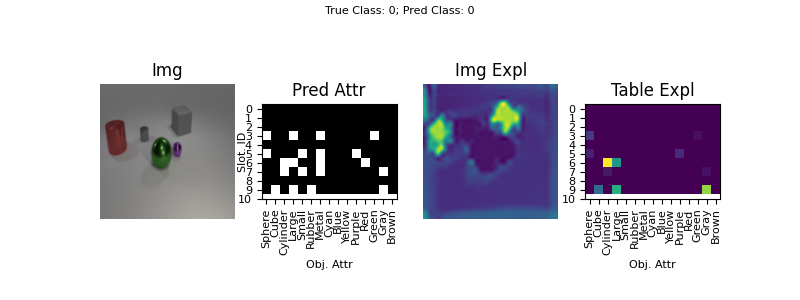 True Class: 0; Pred Class: 0
Img
Pred Attr
Img Expl
Table Expl
Slot. ID
0
1
2
3
4
5
6
7
8
9
10
Sphere
Cube
Cylinder
Large
Small
Rubber
Metal
Cyan
Blue
Yellow
Purple
Red
Green
Gray
Brown
Obj. Attr
0
1
2
3
4
5
6
7
8
9
10
Sphere
Cube
Cylinder
Large
Small
Rubber
Metal
Cyan
Blue
Yellow
Purple
Red
Green
Gray
Brown
Obj. Attr